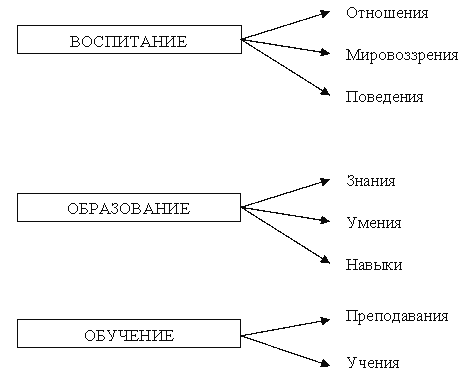 ВОСПИТАНИЕ
Отношения
Мировоззрения
Поведения
ОБРАЗОВАНИЕ
Знания
Умения
Навыки
ОБУЧЕНИЕ
Преподавания
Учения